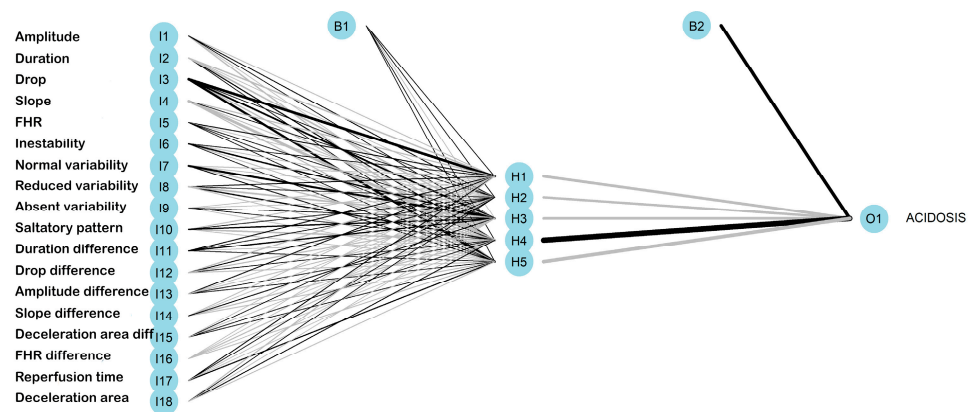 Amplitude I1 B1 B2
Duration I2
Drop I3
Slope I4
FHR I5
Inestability I6
Normal variability I7 H1
Reduced variability I8 H2
Absent variability I9 H3 O1 ACIDOSIS
Saltatory pattern I10 H4
Duration difference I11 H5
Drop difference I12
Amplitude difference I13
Slope difference I14
Deceleration area diff I15
FHR difference I16
Reperfusion time I17
Deceleration area I18